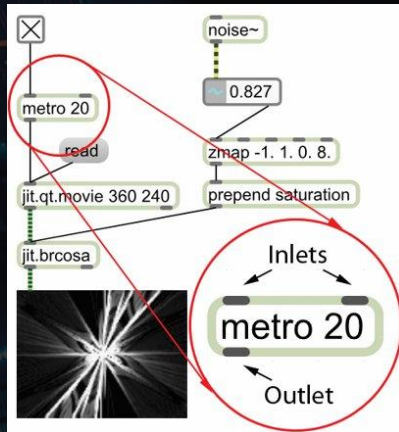 noise~
0.827
metro 20
read
zmap -1. 1. 0. 8.
jit.qt.movie 360 240
prepend saturation
jit.brcosa
Inlets
metro 20
Outlet